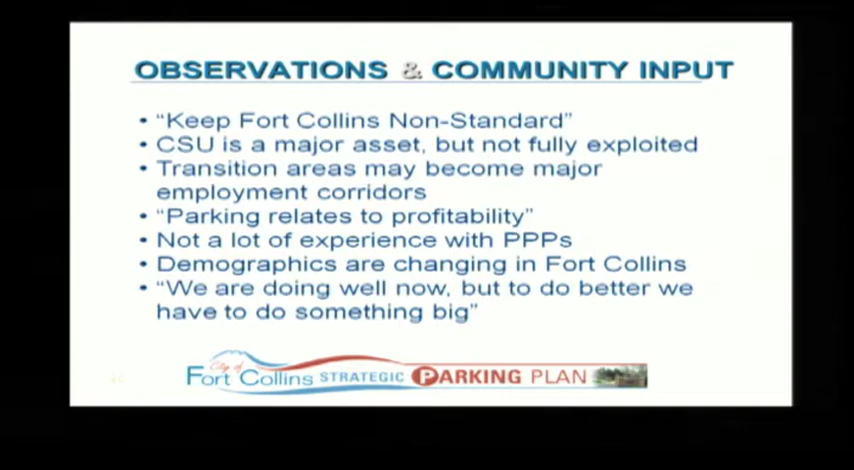 OBSERVATIONS & COMMUNITY INPUT
• “Keep Fort Collins Non-Standard”
• CSU is a major asset, but not fully exploited
• Transition areas may become major
employment corridors
• “Parking relates to profitability”
• Not a lot of experience with PPPs
• Demographics are changing in Fort Collins
• “We are doing well now, but to do better we
have to do something big”
City of
Fort Collins STRATEGIC PARKING PLAN